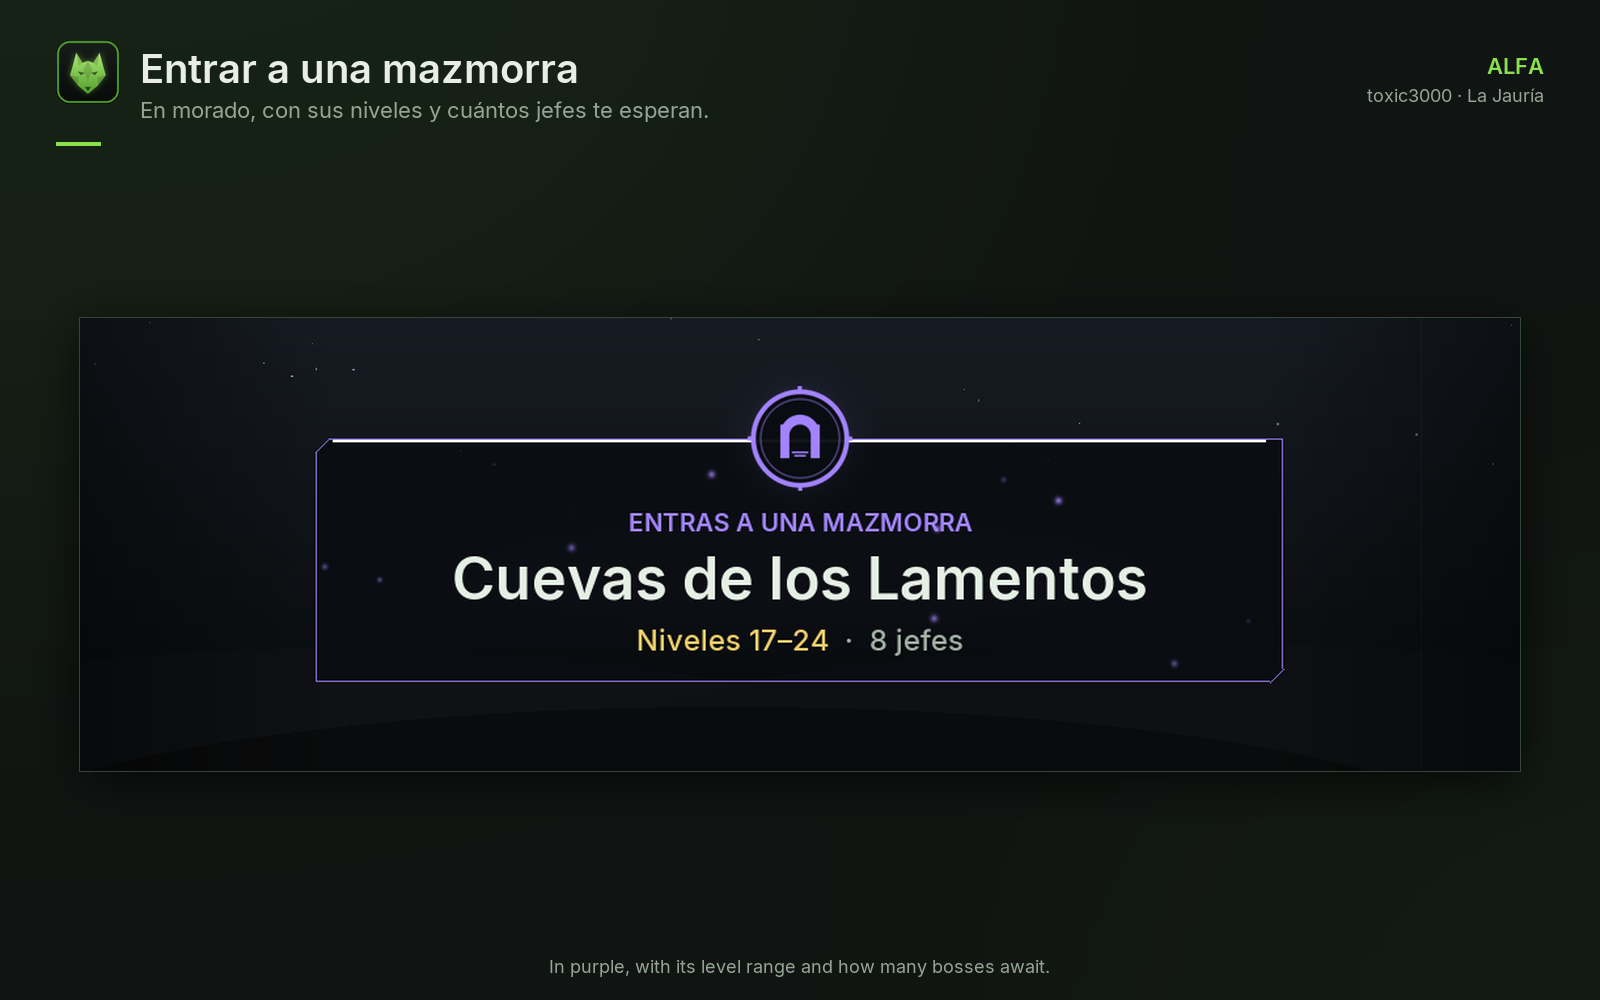 Entrar a una mazmorra
En morado, con sus niveles y cuántos jefes te esperan.
ALFA
toxic3000 · La Jauría
ENTRAS A UNA MAZMORRA
Cuevas de los Lamentos
Niveles 17–24 · 8 jefes
In purple, with its level range and how many bosses await.